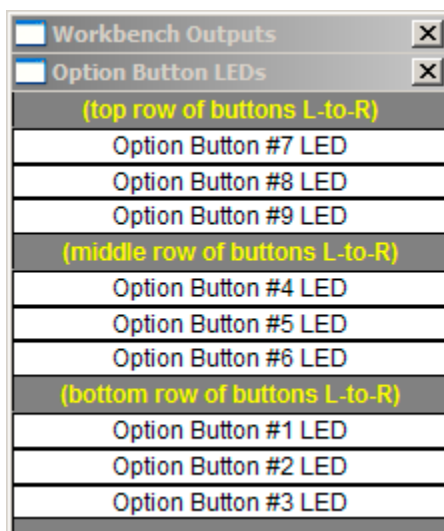 Workbench Outputs
Option Button LEDs
(top row of buttons L-to-R)
Option Button #7 LED
Option Button #8 LED
Option Button #9 LED
(middle row of buttons L-to-R)
Option Button #4 LED
Option Button #5 LED
Option Button #6 LED
(bottom row of buttons L-to-R)
Option Button #1 LED
Option Button #2 LED
Option Button #3 LED